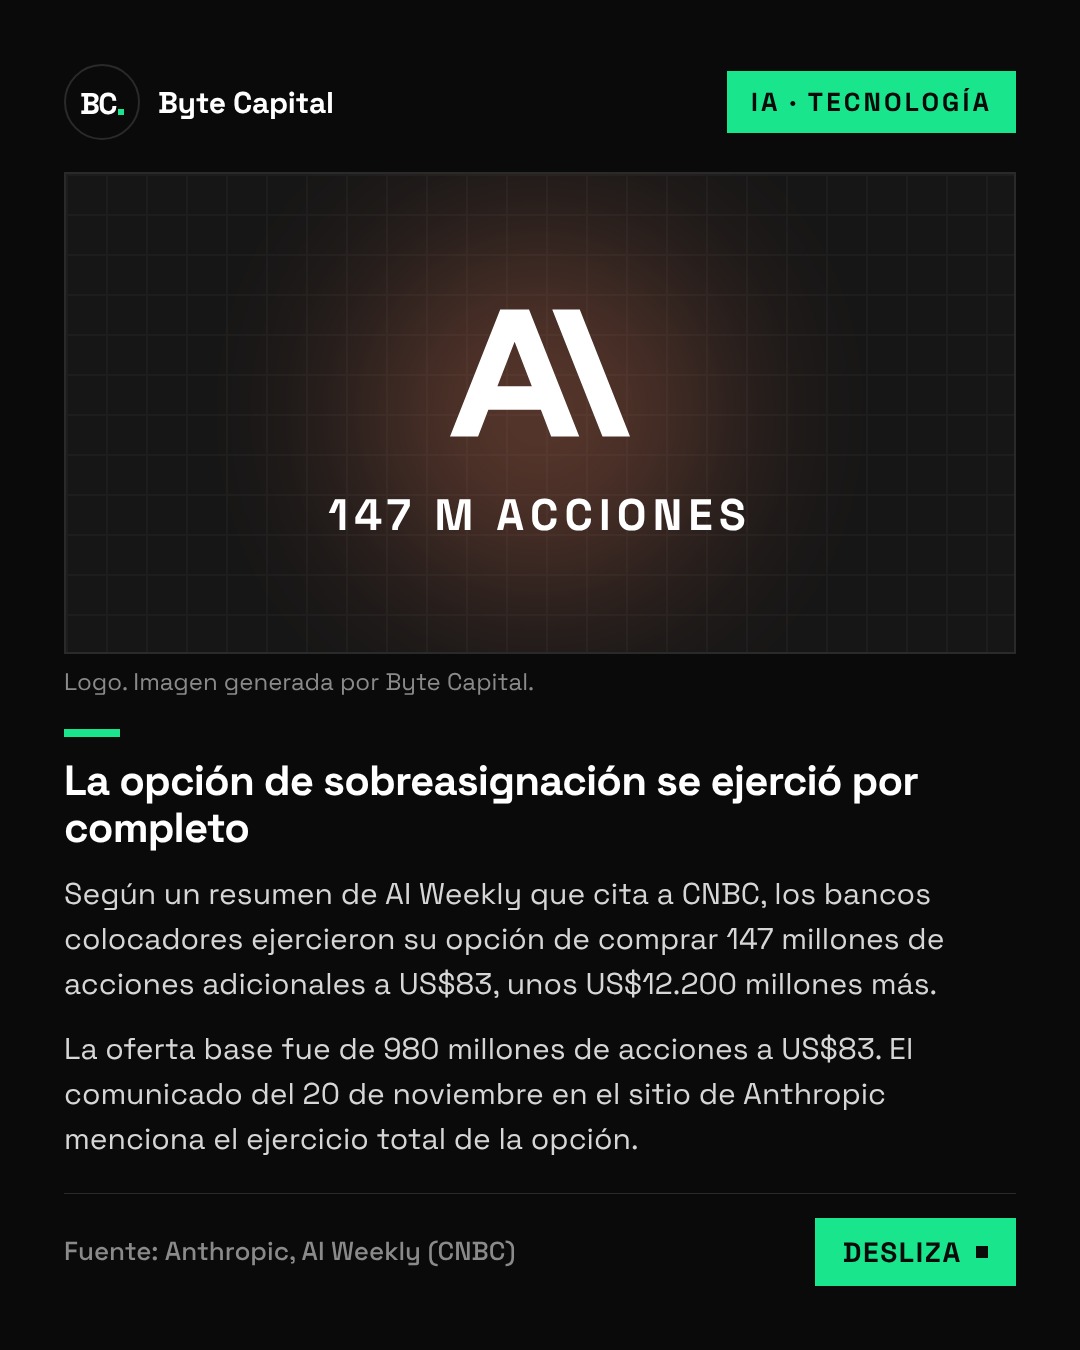 BC.
Byte Capital
IA · TECNOLOGÍA
A\
147 M ACCIONES
Logo. Imagen generada por Byte Capital.
La opción de sobreasignación se ejerció por
completo
Según un resumen de AI Weekly que cita a CNBC, los bancos
colocadores ejercieron su opción de comprar 147 millones de
acciones adicionales a US$83, unos US$12.200 millones más.
La oferta base fue de 980 millones de acciones a US$83. El
comunicado del 20 de noviembre en el sitio de Anthropic
menciona el ejercicio total de la opción.
Fuente: Anthropic, AI Weekly (CNBC)
DESLIZA